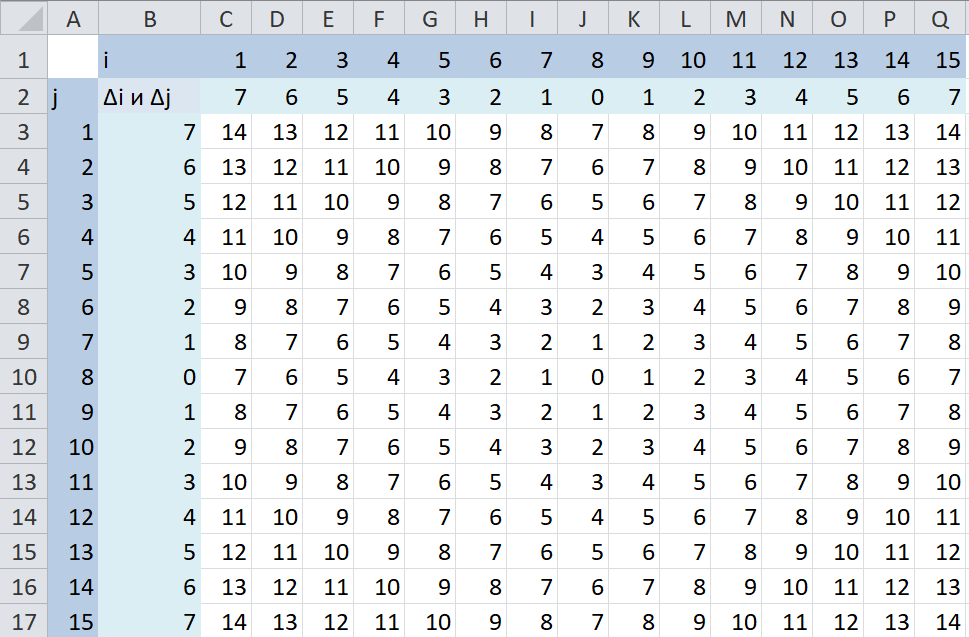 A B C D E F G H I J K L M N O P Q
1 i 1 2 3 4 5 6 7 8 9 10 11 12 13 14 15
2 j Δi и Δj 7 6 5 4 3 2 1 0 1 2 3 4 5 6 7
3 1 7 14 13 12 11 10 9 8 7 8 9 10 11 12 13 14
4 2 6 13 12 11 10 9 8 7 6 7 8 9 10 11 12 13
5 3 5 12 11 10 9 8 7 6 5 6 7 8 9 10 11 12
6 4 4 11 10 9 8 7 6 5 4 5 6 7 8 9 10 11
7 5 3 10 9 8 7 6 5 4 3 4 5 6 7 8 9 10
8 6 2 9 8 7 6 5 4 3 2 3 4 5 6 7 8 9
9 7 1 8 7 6 5 4 3 2 1 2 3 4 5 6 7 8
10 8 0 7 6 5 4 3 2 1 0 1 2 3 4 5 6 7
11 9 1 8 7 6 5 4 3 2 1 2 3 4 5 6 7 8
12 10 2 9 8 7 6 5 4 3 2 3 4 5 6 7 8 9
13 11 3 10 9 8 7 6 5 4 3 4 5 6 7 8 9 10
14 12 4 11 10 9 8 7 6 5 4 5 6 7 8 9 10 11
15 13 5 12 11 10 9 8 7 6 5 6 7 8 9 10 11 12
16 14 6 13 12 11 10 9 8 7 6 7 8 9 10 11 12 13
17 15 7 14 13 12 11 10 9 8 7 8 9 10 11 12 13 14